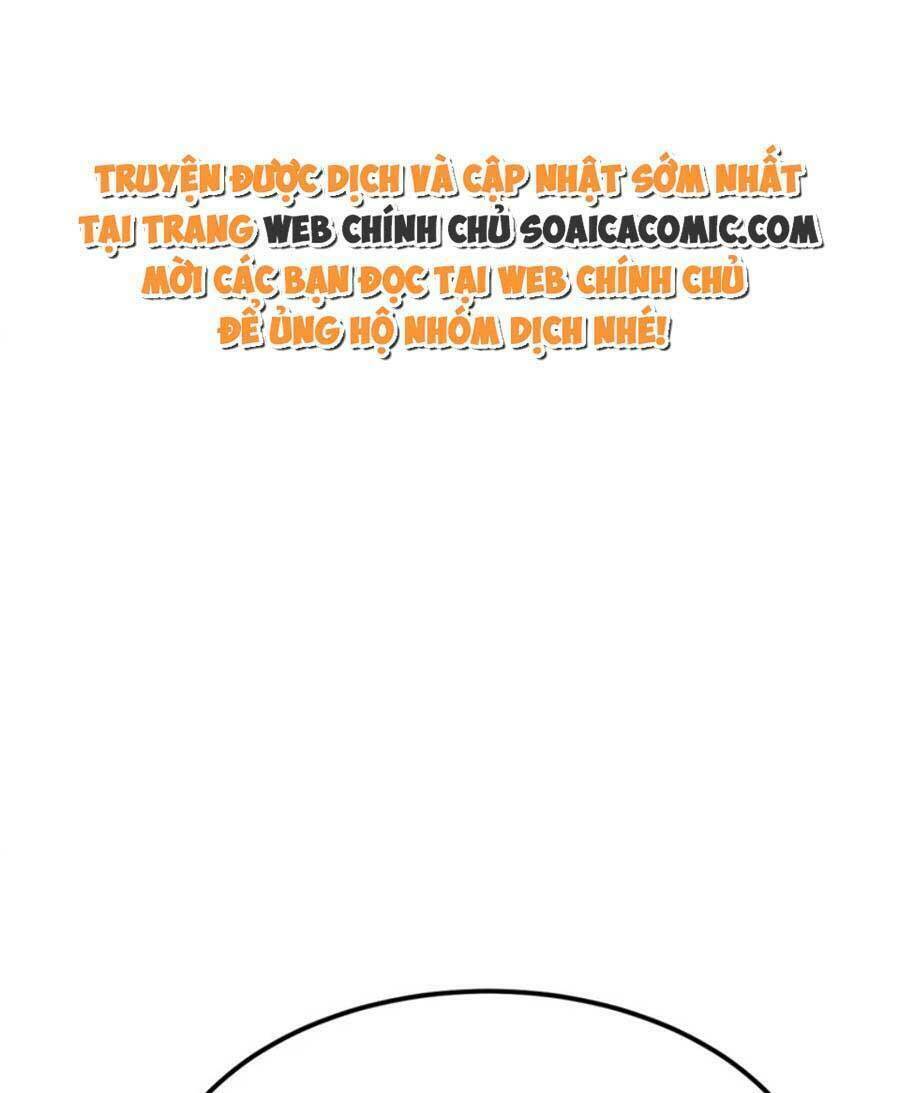 TRUYỆN ĐƯỢC DỊCH VÀ CẬP NHẬT SỚM NHẤT
TẠI TRANG WEB CHÍNH CHỦ SOAICACOMIC.COM
MỜI CÁC BẠN ĐỌC TẠI WEB CHÍNH CHỦ
ĐỂ ỦNG HỘ NHÓM DỊCH NHÉ!